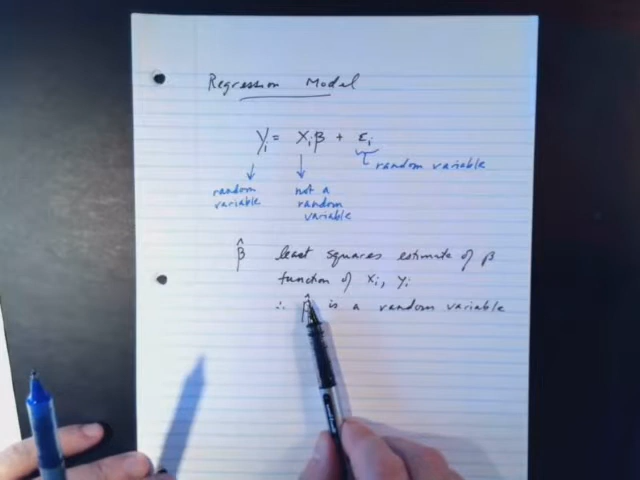 Regression Model
Yᵢ = Xᵢβ + εᵢ
random variable
random variable
not a random variable
β̂ least squares estimate of β
function of xᵢ, yᵢ
∴ β̂ is a random variable